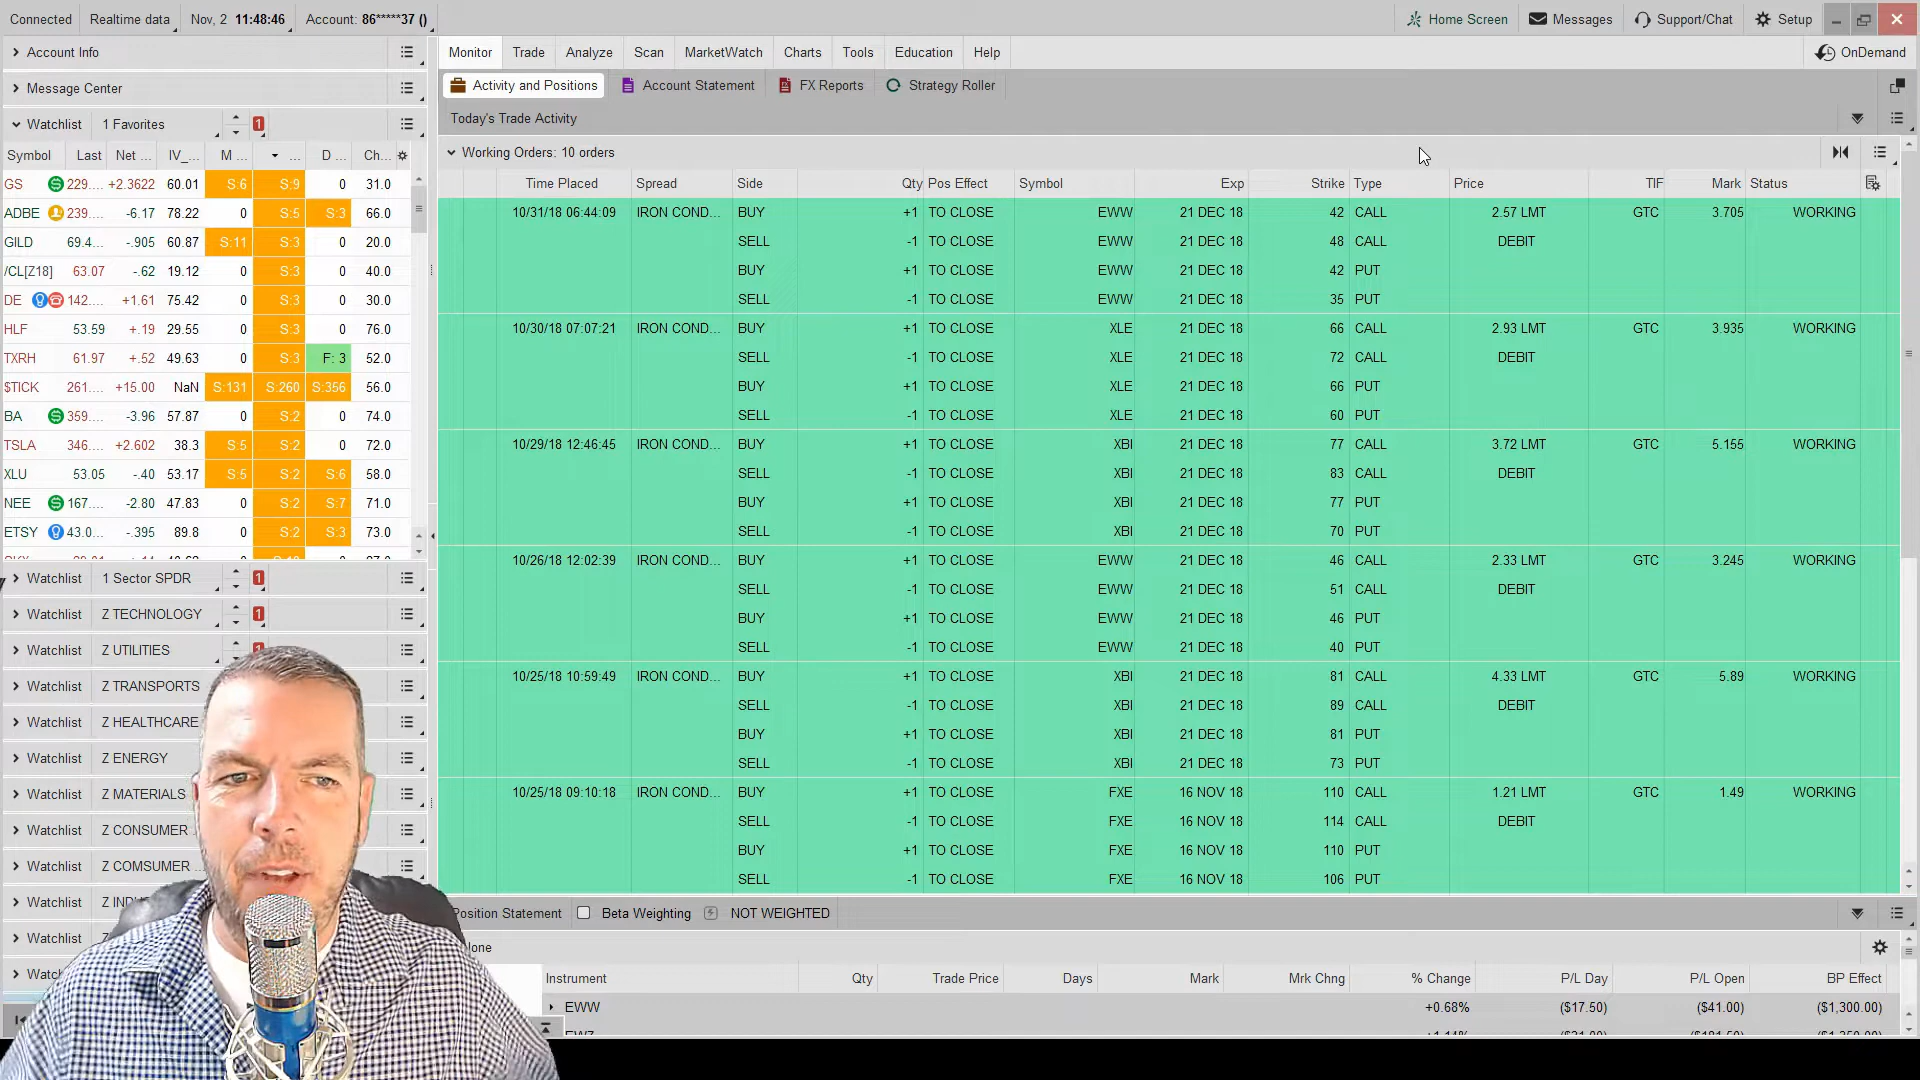 Connected Realtime data Nov, 2 11:48:46 Account: 86*****37 () Home Screen Messages Support/Chat Setup
Account Info
Message Center
Watchlist 1 Favorites 1
Symbol Last Net ... IV_... M ... ... D ... Ch...
GS 229.... +2.3622 60.01 S:6 S:9 0 31.0
ADBE 239.... -6.17 78.22 0 S:5 S:3 66.0
GILD 69.4... -.905 60.87 S:11 S:3 0 20.0
/CL[Z18] 63.07 -.62 19.12 0 S:3 0 40.0
DE 142.... +1.61 75.42 0 S:3 0 30.0
HLF 53.59 +.19 29.55 0 S:3 0 76.0
TXRH 61.97 +.52 49.63 0 S:3 F: 3 52.0
$TICK 261.... +15.00 NaN S:131 S:260 S:356 56.0
BA 359.... -3.96 57.87 0 S:2 0 74.0
TSLA 346.... +2.602 38.3 S:5 S:2 0 72.0
XLU 53.05 -.40 53.17 S:5 S:2 S:6 58.0
NEE 167.... -2.80 47.83 0 S:2 S:7 71.0
ETSY 43.0... -.395 89.8 0 S:2 S:3 73.0
Watchlist 1 Sector SPDR 1
Watchlist Z TECHNOLOGY 1
Watchlist Z UTILITIES
Watchlist Z TRANSPORTS
Watchlist Z HEALTHCARE
Watchlist Z ENERGY
Watchlist Z MATERIALS
Watchlist Z CONSUMER
Watchlist Z COMSUMER ...
Watchlist
Watchlist
Monitor Trade Analyze Scan MarketWatch Charts Tools Education Help OnDemand
Activity and Positions Account Statement FX Reports Strategy Roller
Today's Trade Activity
Working Orders: 10 orders
Time Placed Spread Side Qty Pos Effect Symbol Exp Strike Type Price TIF Mark Status
10/31/18 06:44:09 IRON COND... BUY +1 TO CLOSE EWW 21 DEC 18 42 CALL 2.57 LMT GTC 3.705 WORKING
SELL -1 TO CLOSE EWW 21 DEC 18 48 CALL DEBIT
BUY +1 TO CLOSE EWW 21 DEC 18 42 PUT
SELL -1 TO CLOSE EWW 21 DEC 18 35 PUT
10/30/18 07:07:21 IRON COND... BUY +1 TO CLOSE XLE 21 DEC 18 66 CALL 2.93 LMT GTC 3.935 WORKING
SELL -1 TO CLOSE XLE 21 DEC 18 72 CALL DEBIT
BUY +1 TO CLOSE XLE 21 DEC 18 66 PUT
SELL -1 TO CLOSE XLE 21 DEC 18 60 PUT
10/29/18 12:46:45 IRON COND... BUY +1 TO CLOSE XBI 21 DEC 18 77 CALL 3.72 LMT GTC 5.155 WORKING
SELL -1 TO CLOSE XBI 21 DEC 18 83 CALL DEBIT
BUY +1 TO CLOSE XBI 21 DEC 18 77 PUT
SELL -1 TO CLOSE XBI 21 DEC 18 70 PUT
10/26/18 12:02:39 IRON COND... BUY +1 TO CLOSE EWW 21 DEC 18 46 CALL 2.33 LMT GTC 3.245 WORKING
SELL -1 TO CLOSE EWW 21 DEC 18 51 CALL DEBIT
BUY +1 TO CLOSE EWW 21 DEC 18 46 PUT
SELL -1 TO CLOSE EWW 21 DEC 18 40 PUT
10/25/18 10:59:49 IRON COND... BUY +1 TO CLOSE XBI 21 DEC 18 81 CALL 4.33 LMT GTC 5.89 WORKING
SELL -1 TO CLOSE XBI 21 DEC 18 89 CALL DEBIT
BUY +1 TO CLOSE XBI 21 DEC 18 81 PUT
SELL -1 TO CLOSE XBI 21 DEC 18 73 PUT
10/25/18 09:10:18 IRON COND... BUY +1 TO CLOSE FXE 16 NOV 18 110 CALL 1.21 LMT GTC 1.49 WORKING
SELL -1 TO CLOSE FXE 16 NOV 18 114 CALL DEBIT
BUY +1 TO CLOSE FXE 16 NOV 18 110 PUT
SELL -1 TO CLOSE FXE 16 NOV 18 106 PUT
Position Statement Beta Weighting NOT WEIGHTED
Instrument Qty Trade Price Days Mark Mrk Chng % Change P/L Day P/L Open BP Effect
EWW +0.68% ($17.50) ($41.00) ($1,300.00)